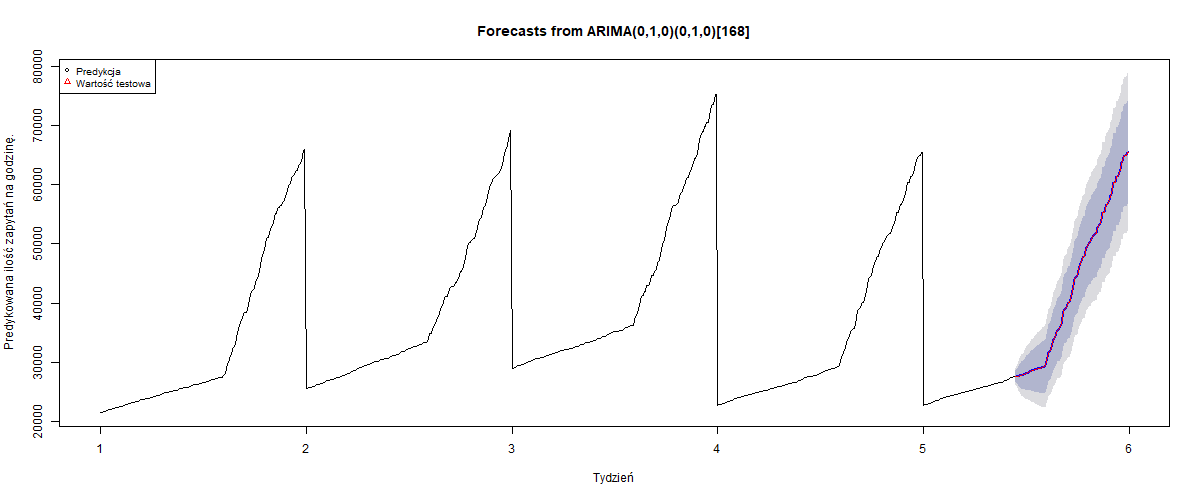 Forecasts from ARIMA(0,1,0)(0,1,0)[168]
Predykcja
Wartość testowa
Predykowana ilość zapytań na godzinę.
80000
70000
60000
50000
40000
30000
20000
1 2 3 4 5 6
Tydzień